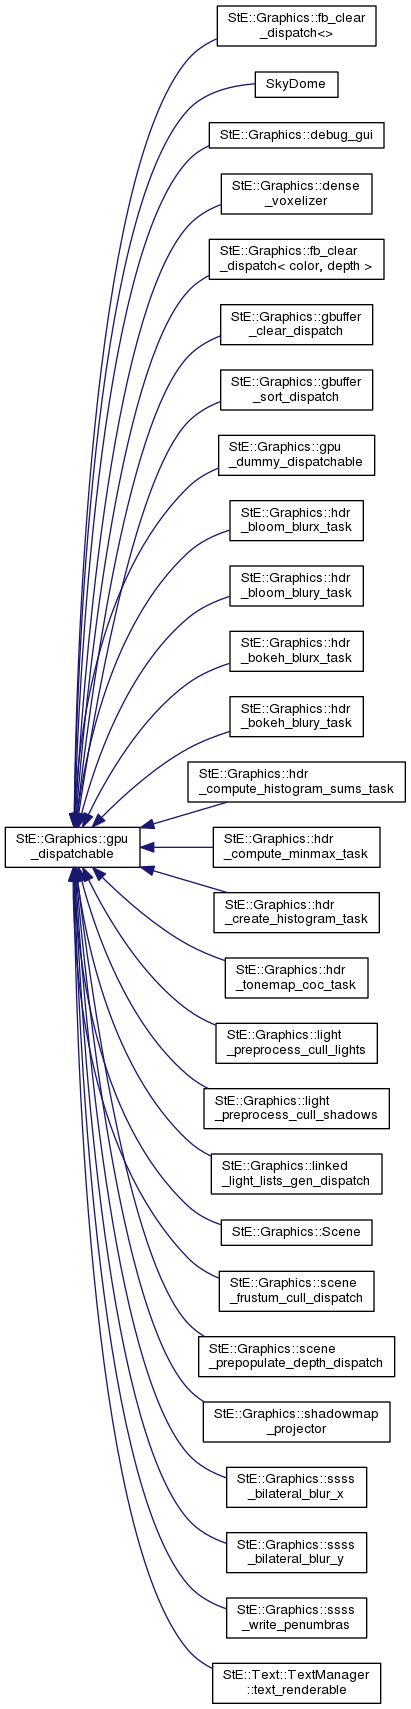 StE::Graphics::fb_clear
_dispatch<>
SkyDome
StE::Graphics::debug_gui
StE::Graphics::dense
_voxelizer
StE::Graphics::fb_clear
_dispatch< color, depth >
StE::Graphics::gbuffer
_clear_dispatch
StE::Graphics::gbuffer
_sort_dispatch
StE::Graphics::gpu
_dummy_dispatchable
StE::Graphics::hdr
_bloom_blurx_task
StE::Graphics::hdr
_bloom_blury_task
StE::Graphics::hdr
_bokeh_blurx_task
StE::Graphics::hdr
_bokeh_blury_task
StE::Graphics::hdr
_compute_histogram_sums_task
StE::Graphics::gpu
_dispatchable
StE::Graphics::hdr
_compute_minmax_task
StE::Graphics::hdr
_create_histogram_task
StE::Graphics::hdr
_tonemap_coc_task
StE::Graphics::light
_preprocess_cull_lights
StE::Graphics::light
_preprocess_cull_shadows
StE::Graphics::linked
_light_lists_gen_dispatch
StE::Graphics::Scene
StE::Graphics::scene
_frustum_cull_dispatch
StE::Graphics::scene
_prepopulate_depth_dispatch
StE::Graphics::shadowmap
_projector
StE::Graphics::ssss
_bilateral_blur_x
StE::Graphics::ssss
_bilateral_blur_y
StE::Graphics::ssss
_write_penumbras
StE::Text::TextManager
::text_renderable